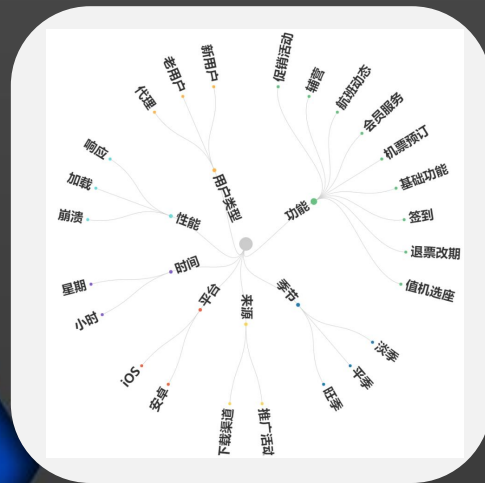 促销活动
辅营
航班动态
会员服务
机票预订
基础功能
签到
退票改期
值机选座
功能
新用户
老用户
代理
用户类型
响应
加载
崩溃
性能
星期
小时
时间
iOS
安卓
平台
下载渠道
推广活动
来源
旺季
平季
淡季
季节